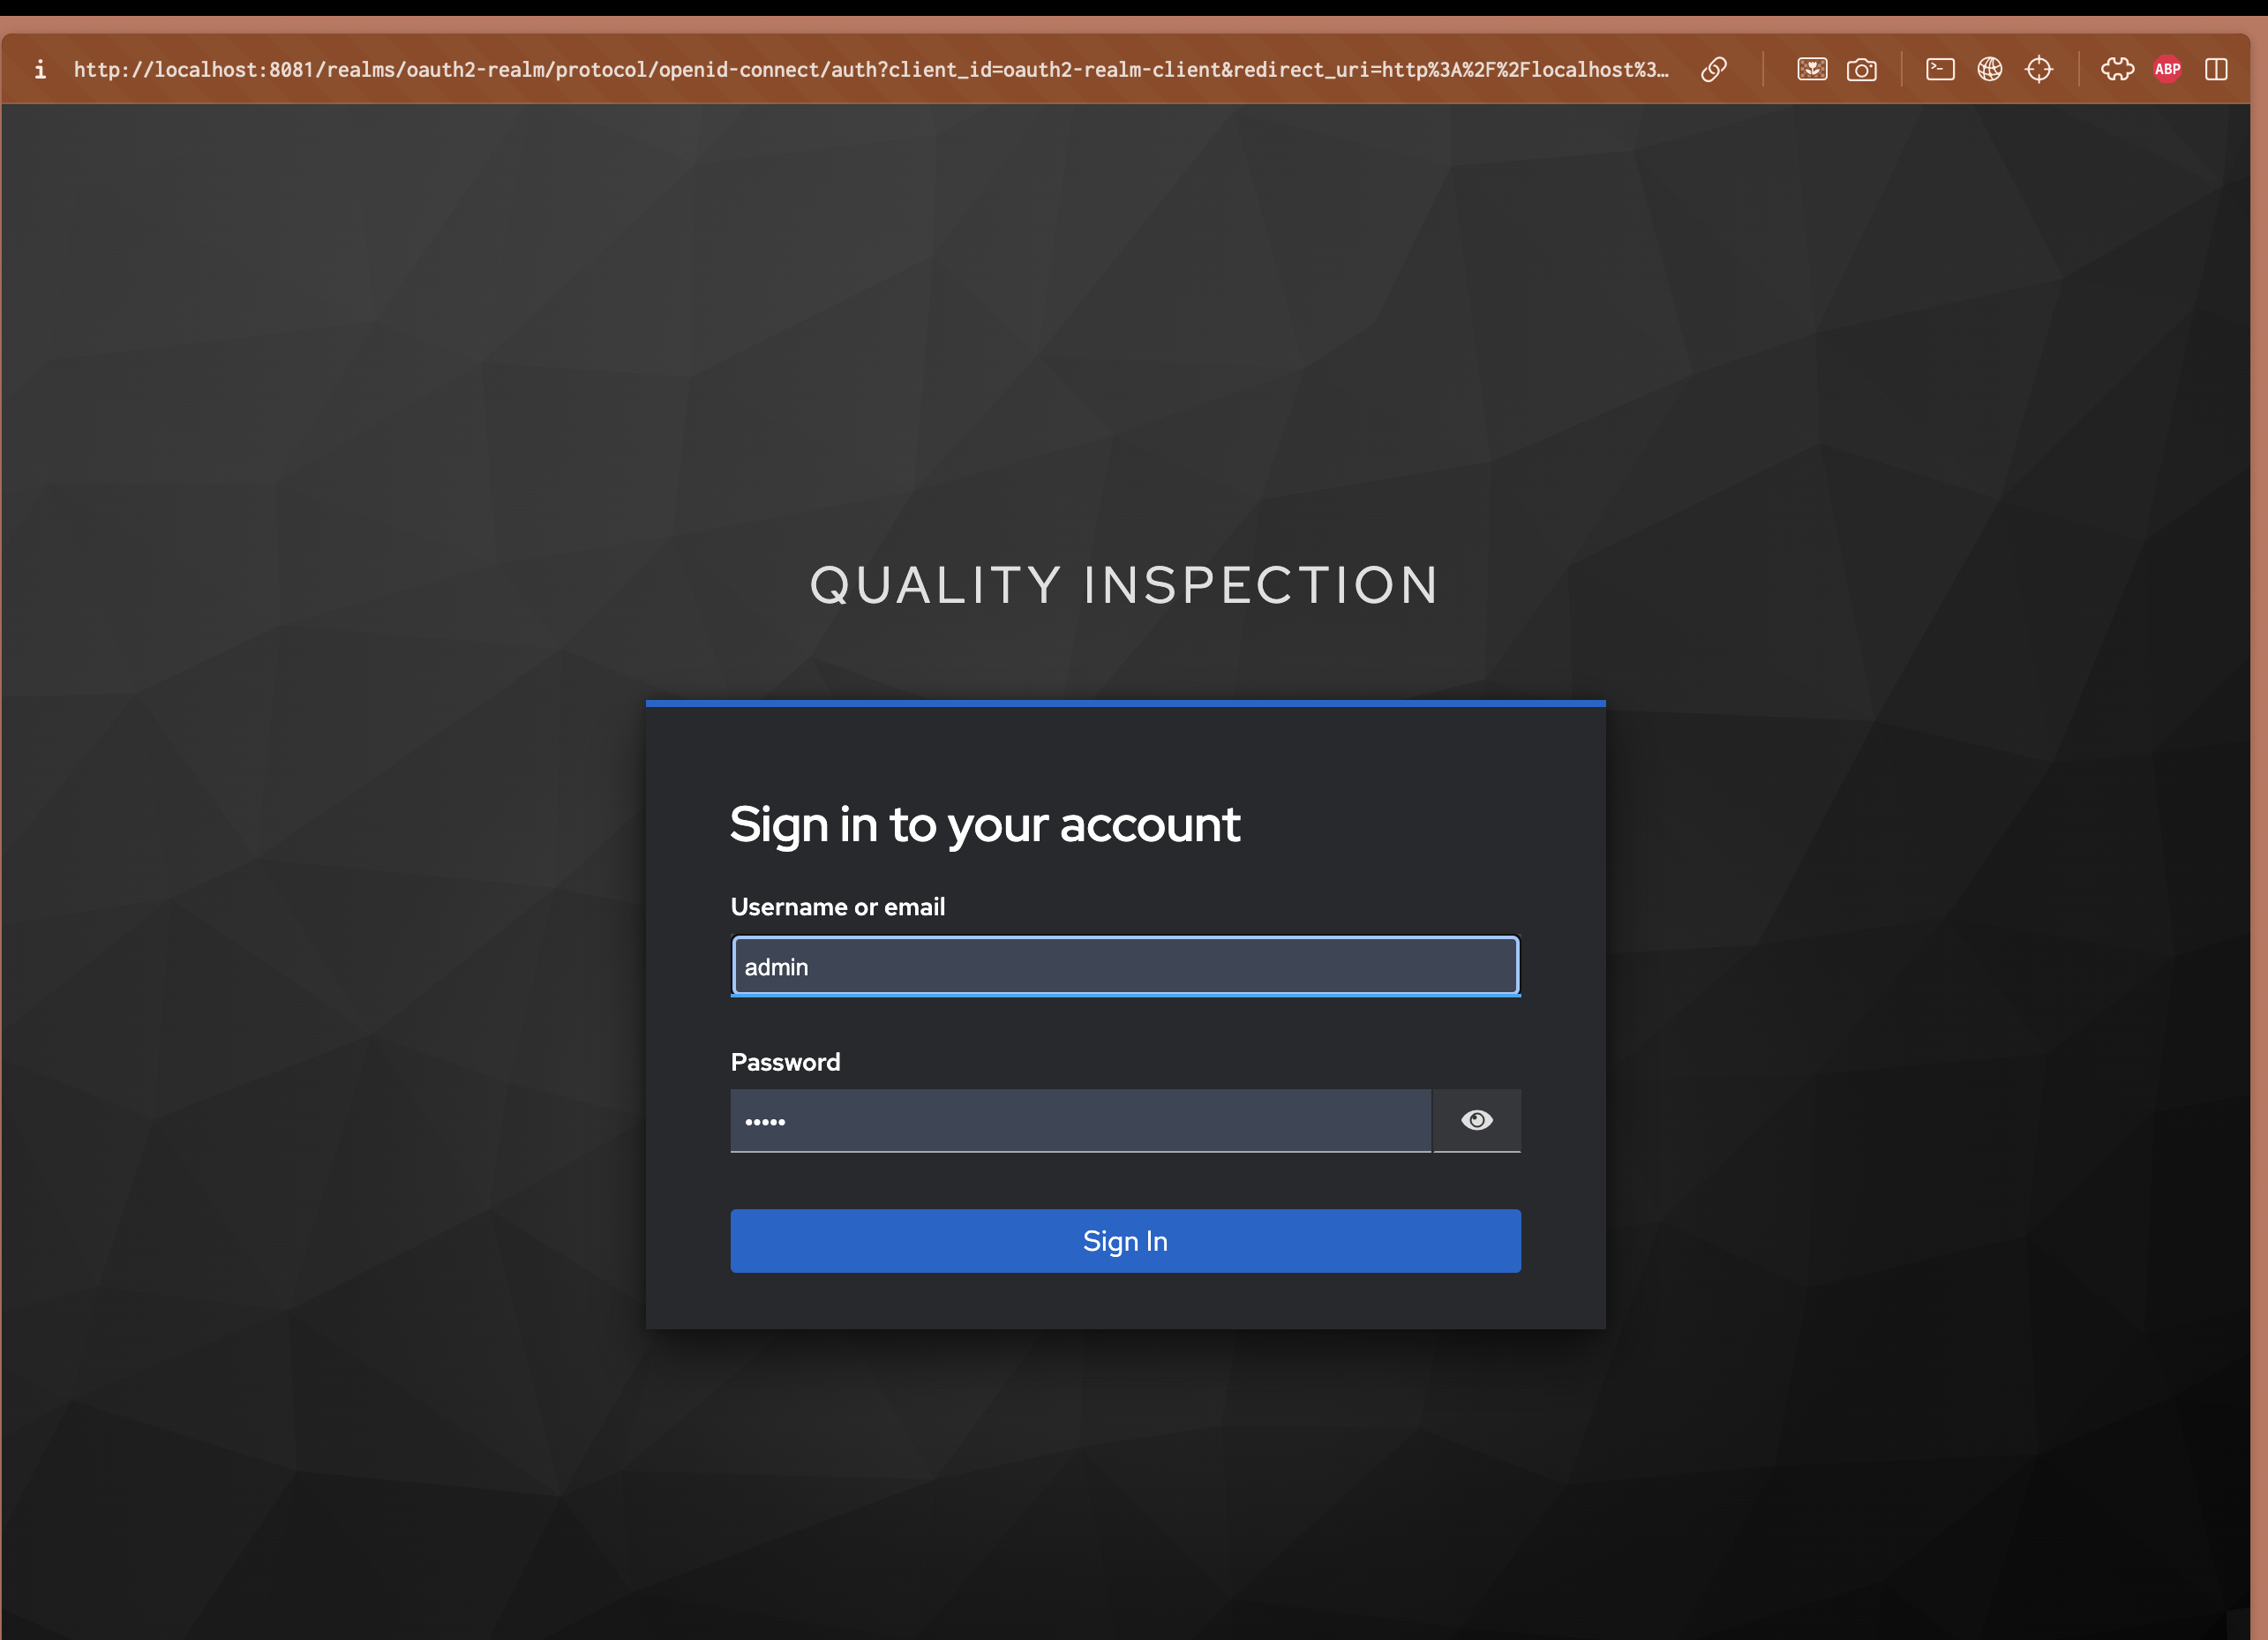 http://localhost:8081/realms/oauth2-realm/protocol/openid-connect/auth?client_id=oauth2-realm-client&redirect_uri=http%3A%2F%2Flocalhost%3…
ABP
QUALITY INSPECTION
Sign in to your account
Username or email
admin
Password
•••••
Sign In